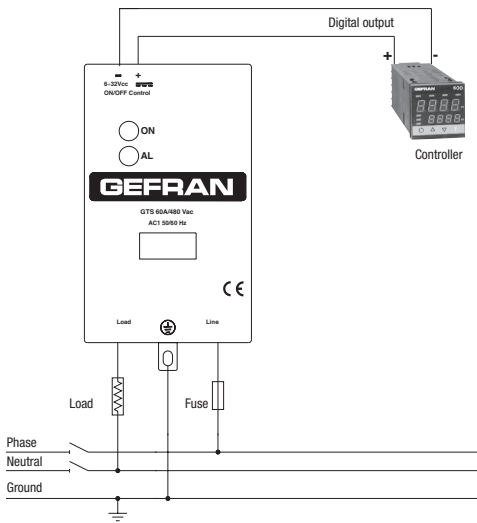 Digital output
+ -
- +
6-32Vcc
ON/OFF Control
GEFRAN 600
Controller
ON
AL
GEFRAN
GTS 60A/480 Vac
AC1 50/60 Hz
CE
Load Line
Load
Fuse
Phase
Neutral
Ground